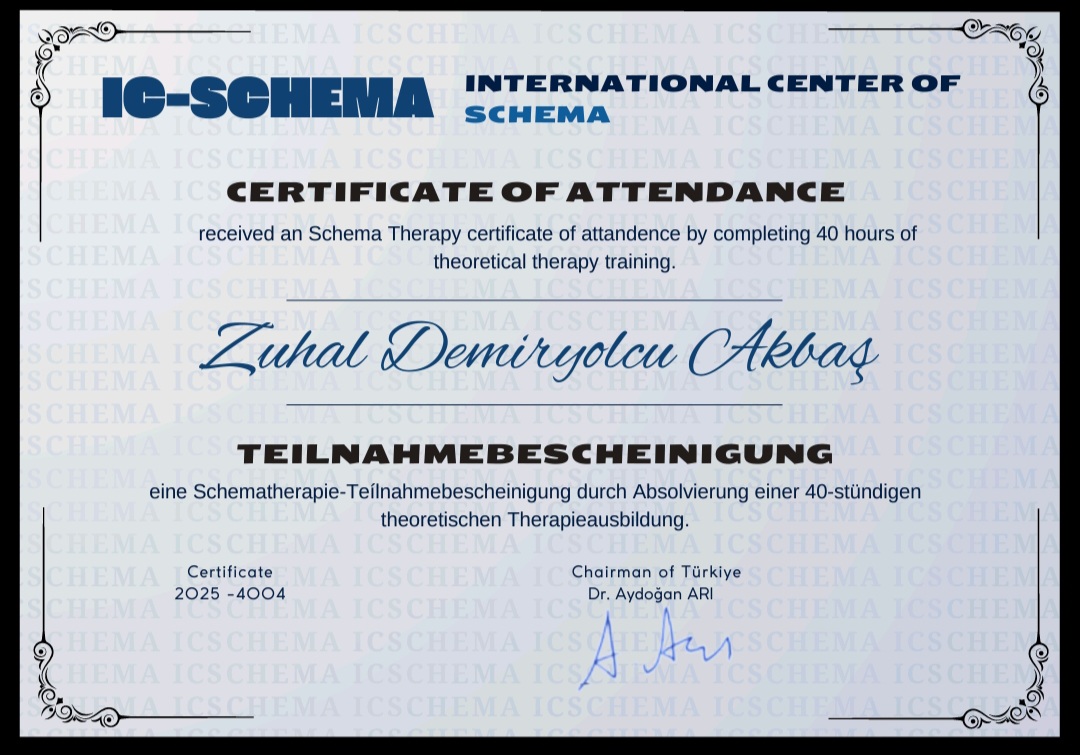 IC-SCHEMA
INTERNATIONAL CENTER OF
SCHEMA
CERTIFICATE OF ATTENDANCE
received an Schema Therapy certificate of attandence by completing 40 hours of
theoretical therapy training.
Zuhal Demiryolcu Akbaş
TEILNAHMEBESCHEINIGUNG
eine Schematherapie-Teilnahmebescheinigung durch Absolvierung einer 40-stündigen
theoretischen Therapieausbildung.
Certificate
2025 -4004
Chairman of Türkiye
Dr. Aydoğan ARI